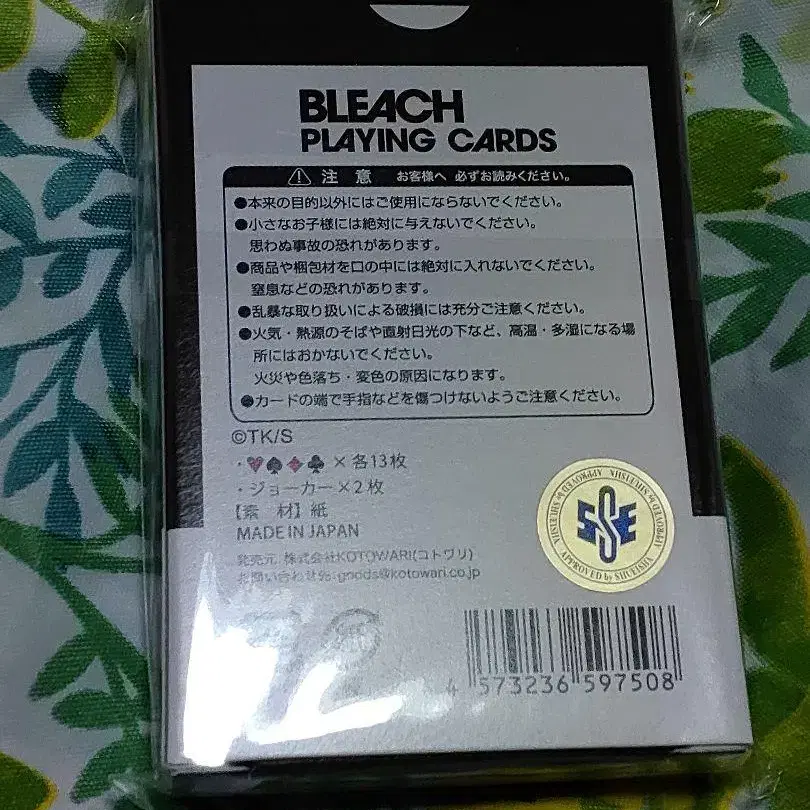 BLEACH
PLAYING CARDS
⚠ 注 意 お客様へ 必ずお読みください。
●本来の目的以外にはご使用にならないでください。
●小さなお子様には絶対に与えないでください。
思わぬ事故の恐れがあります。
●商品や梱包材を口の中には絶対に入れないでください。
窒息などの恐れがあります。
●乱暴な取り扱いによる破損には充分ご注意ください。
●火気・熱源のそばや直射日光の下など、高温・多湿になる場
所にはおかないでください。
火災や色落ち・変色の原因になります。
●カードの端で手指などを傷つけないようご注意ください。
©TK/S
・♥♠♦♣×各13枚
・ジョーカー×2枚
【素 材】紙
MADE IN JAPAN
発売元 株式会社KOTOWARI(コトワリ)
お問い合わせ先:goods@kotowari.co.jp
APPROVED by SHUEISHA
4 573236 597508